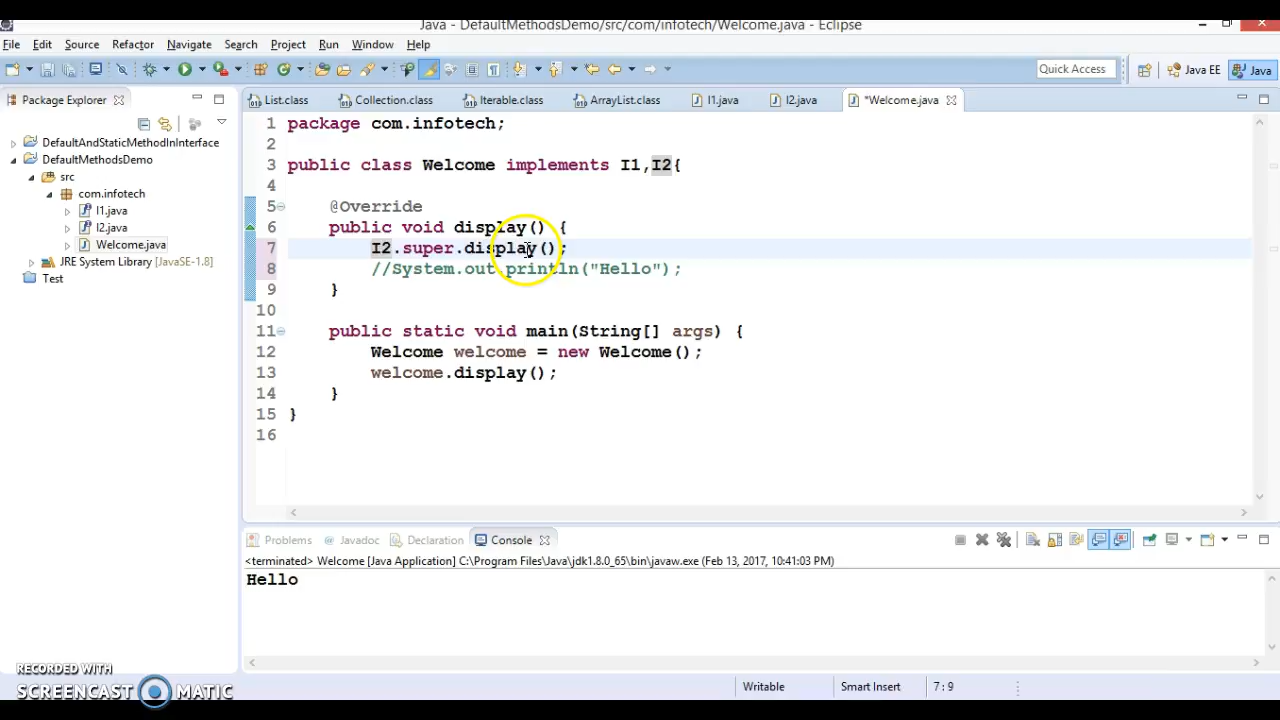 Java - DefaultMethodsDemo/src/com/infotech/Welcome.java - Eclipse
File Edit Source Refactor Navigate Search Project Run Window Help
Quick Access Java EE Java
Package Explorer List.class Collection.class Iterable.class ArrayList.class I1.java I2.java *Welcome.java
DefaultAndStaticMethodInInterface
DefaultMethodsDemo
src
com.infotech
I1.java
I2.java
Welcome.java
JRE System Library [JavaSE-1.8]
Test
1 package com.infotech;
2
3 public class Welcome implements I1,I2{
4
5 @Override
6 public void display() {
7 I2.super.display();
8 //System.out.println("Hello");
9 }
10
11 public static void main(String[] args) {
12 Welcome welcome = new Welcome();
13 welcome.display();
14 }
15 }
16
Problems Javadoc Declaration Console
<terminated> Welcome [Java Application] C:\Program Files\Java\jdk1.8.0_65\bin\javaw.exe (Feb 13, 2017, 10:41:03 PM)
Hello
Writable Smart Insert 7 : 9
RECORDED WITH
SCREENCAST MATIC